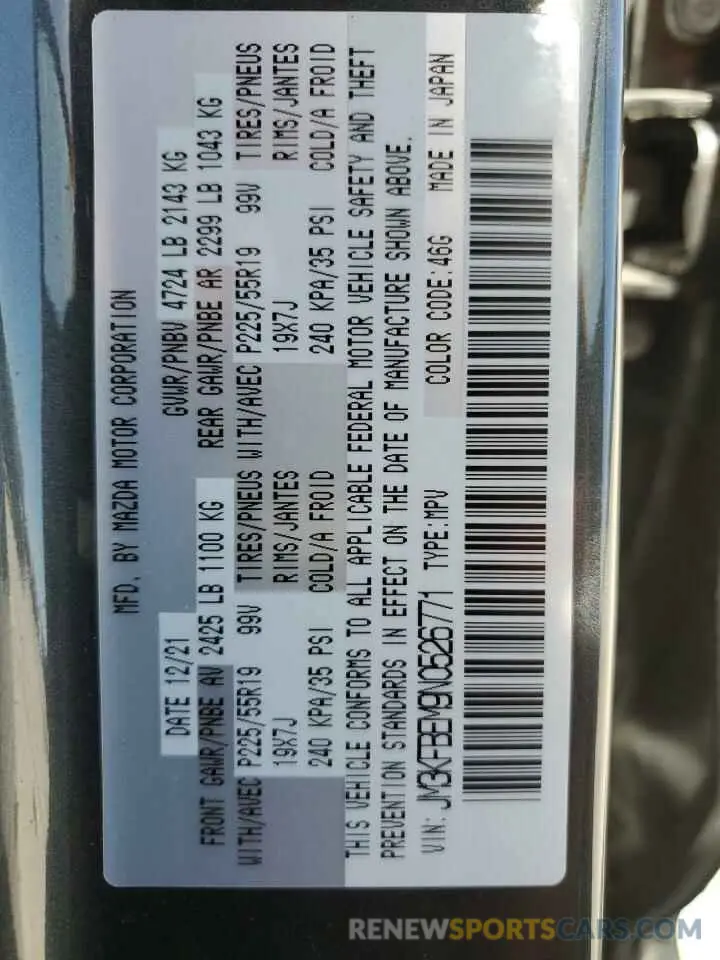 MFD. BY MAZDA MOTOR CORPORATION
DATE 12/21 GVWR/PNBV 4724 LB 2143 KG
FRONT GAWR/PNBE AV 2425 LB 1100 KG REAR GAWR/PNBE AR 2299 LB 1043 KG
WITH/AVEC P225/55R19 99V TIRES/PNEUS WITH/AVEC P225/55R19 99V TIRES/PNEUS
19X7J RIMS/JANTES 19X7J RIMS/JANTES
240 KPA/35 PSI COLD/A FROID 240 KPA/35 PSI COLD/A FROID
THIS VEHICLE CONFORMS TO ALL APPLICABLE FEDERAL MOTOR VEHICLE SAFETY AND THEFT
PREVENTION STANDARDS IN EFFECT ON THE DATE OF MANUFACTURE SHOWN ABOVE.
VIN: JM3KFBEM9N0526771 TYPE:MPV COLOR CODE:46G MADE IN JAPAN
RENEWSPORTSCARS.COM